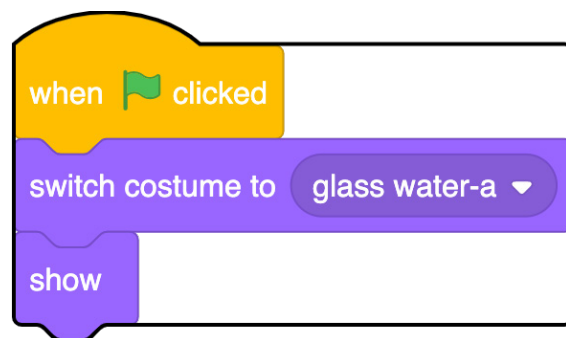 when clicked
switch costume to glass water-a
show